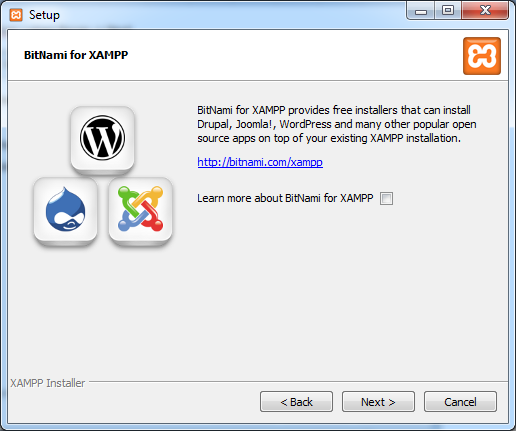 Setup
BitNami for XAMPP
BitNami for XAMPP provides free installers that can install
Drupal, Joomla!, WordPress and many other popular open
source apps on top of your existing XAMPP installation.
http://bitnami.com/xampp
Learn more about BitNami for XAMPP
XAMPP Installer
< Back
Next >
Cancel